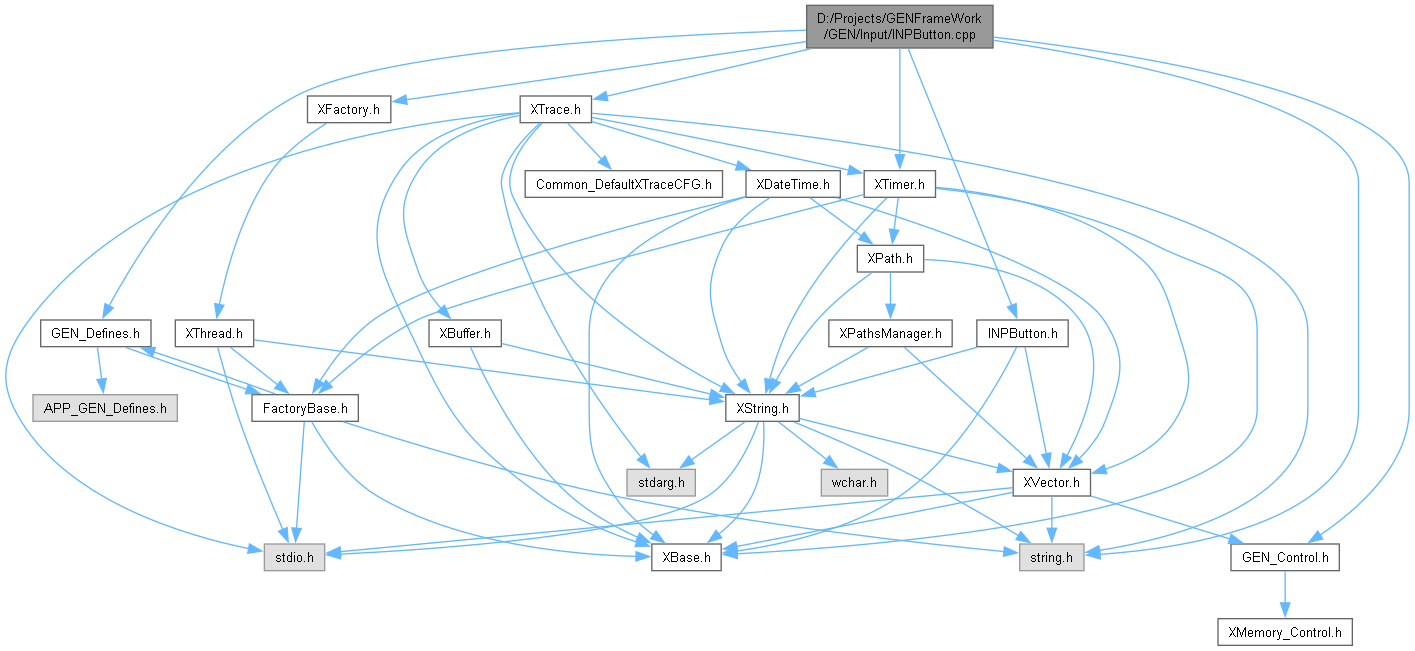 D:/Projects/GENFrameWork
/GEN/Input/INPButton.cpp
XFactory.h
XTrace.h
Common_DefaultXTraceCFG.h
XDateTime.h
XTimer.h
XPath.h
GEN_Defines.h
XThread.h
XBuffer.h
XPathsManager.h
INPButton.h
APP_GEN_Defines.h
FactoryBase.h
XString.h
stdarg.h
wchar.h
XVector.h
stdio.h
XBase.h
string.h
GEN_Control.h
XMemory_Control.h